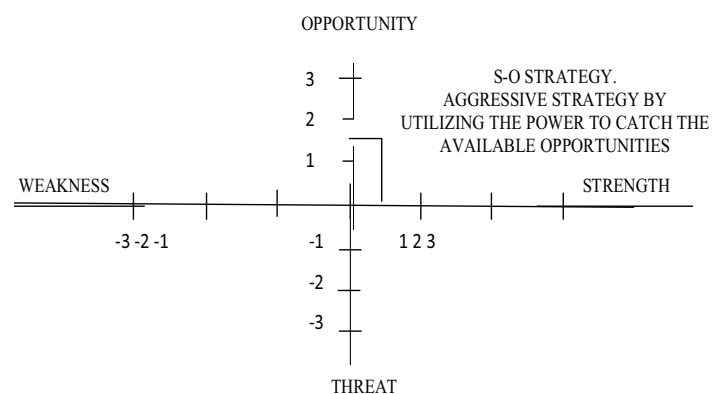 OPPORTUNITY
3
S-O STRATEGY.
AGGRESSIVE STRATEGY BY
2
UTILIZING THE POWER TO CATCH THE
AVAILABLE OPPORTUNITIES
1
WEAKNESS
STRENGTH
-3 -2 -1
-1
1 2 3
-2
-3
THREAT